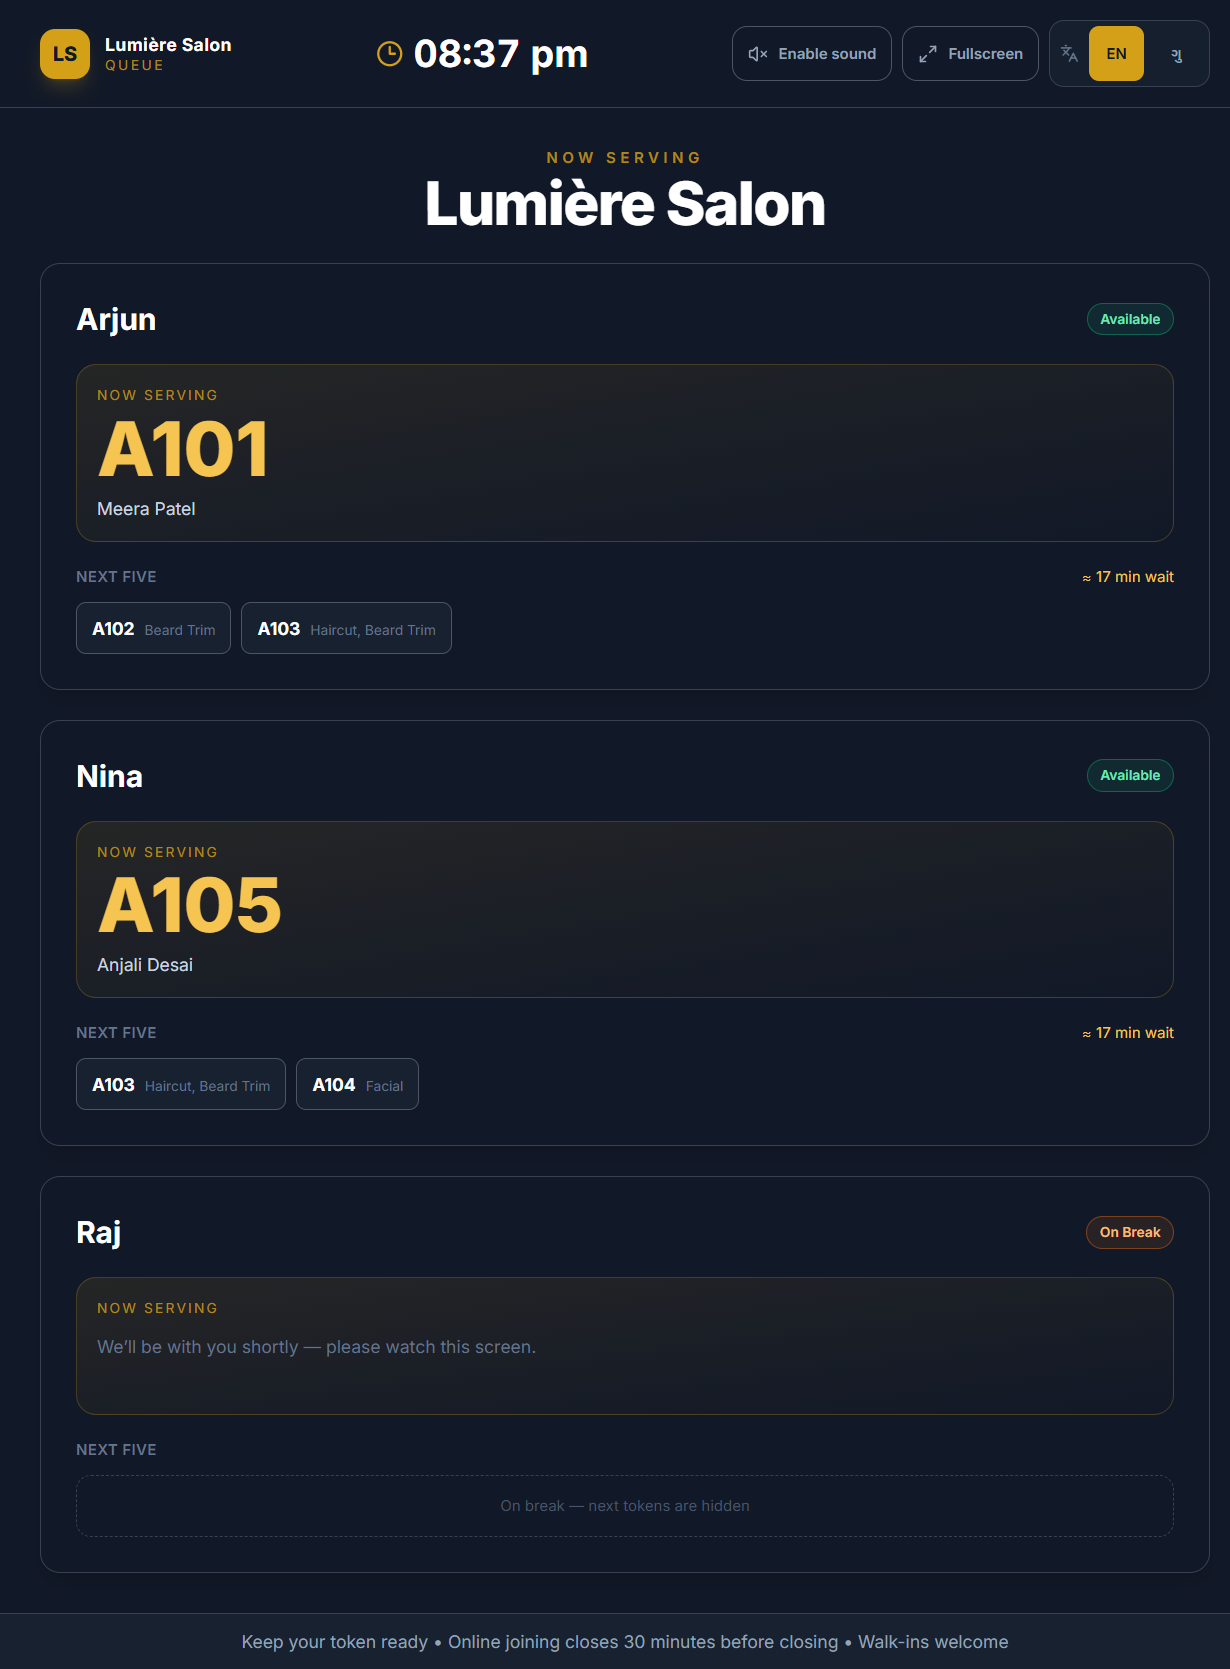 LS
Lumière Salon
QUEUE
08:37 pm
Enable sound
Fullscreen
EN
ગુ
NOW SERVING
Lumière Salon
Arjun
Available
NOW SERVING
A101
Meera Patel
NEXT FIVE
≈ 17 min wait
A102 Beard Trim
A103 Haircut, Beard Trim
Nina
Available
NOW SERVING
A105
Anjali Desai
NEXT FIVE
≈ 17 min wait
A103 Haircut, Beard Trim
A104 Facial
Raj
On Break
NOW SERVING
We’ll be with you shortly — please watch this screen.
NEXT FIVE
On break — next tokens are hidden
Keep your token ready • Online joining closes 30 minutes before closing • Walk-ins welcome